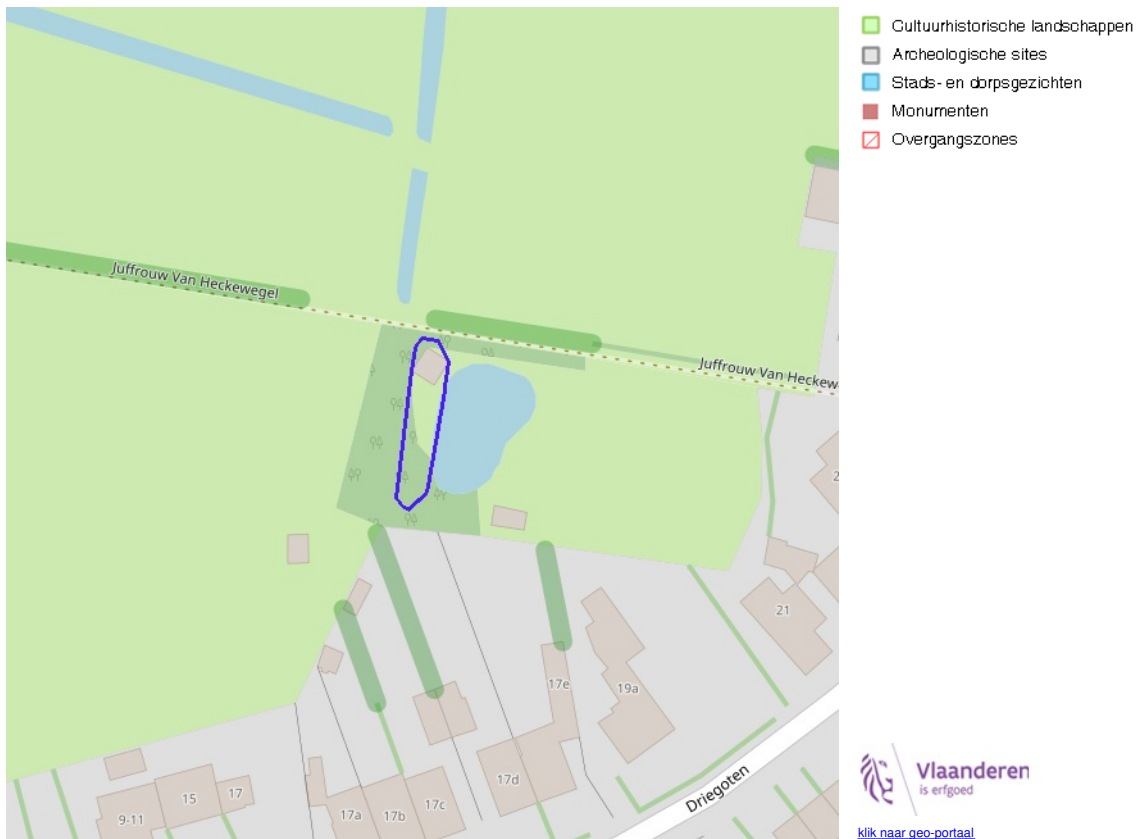 Cultuurhistorische landschappen
Archeologische sites
Stads- en dorpsgezichten
Monumenten
Overgangszones
Juffrouw Van Heckewegel
Juffrouw Van Heckew
21
17e
19a
17d
Driegoten
15
17
9-11
17a
17b
17c
Vlaanderen
is erfgoed
klik naar geo-portaal